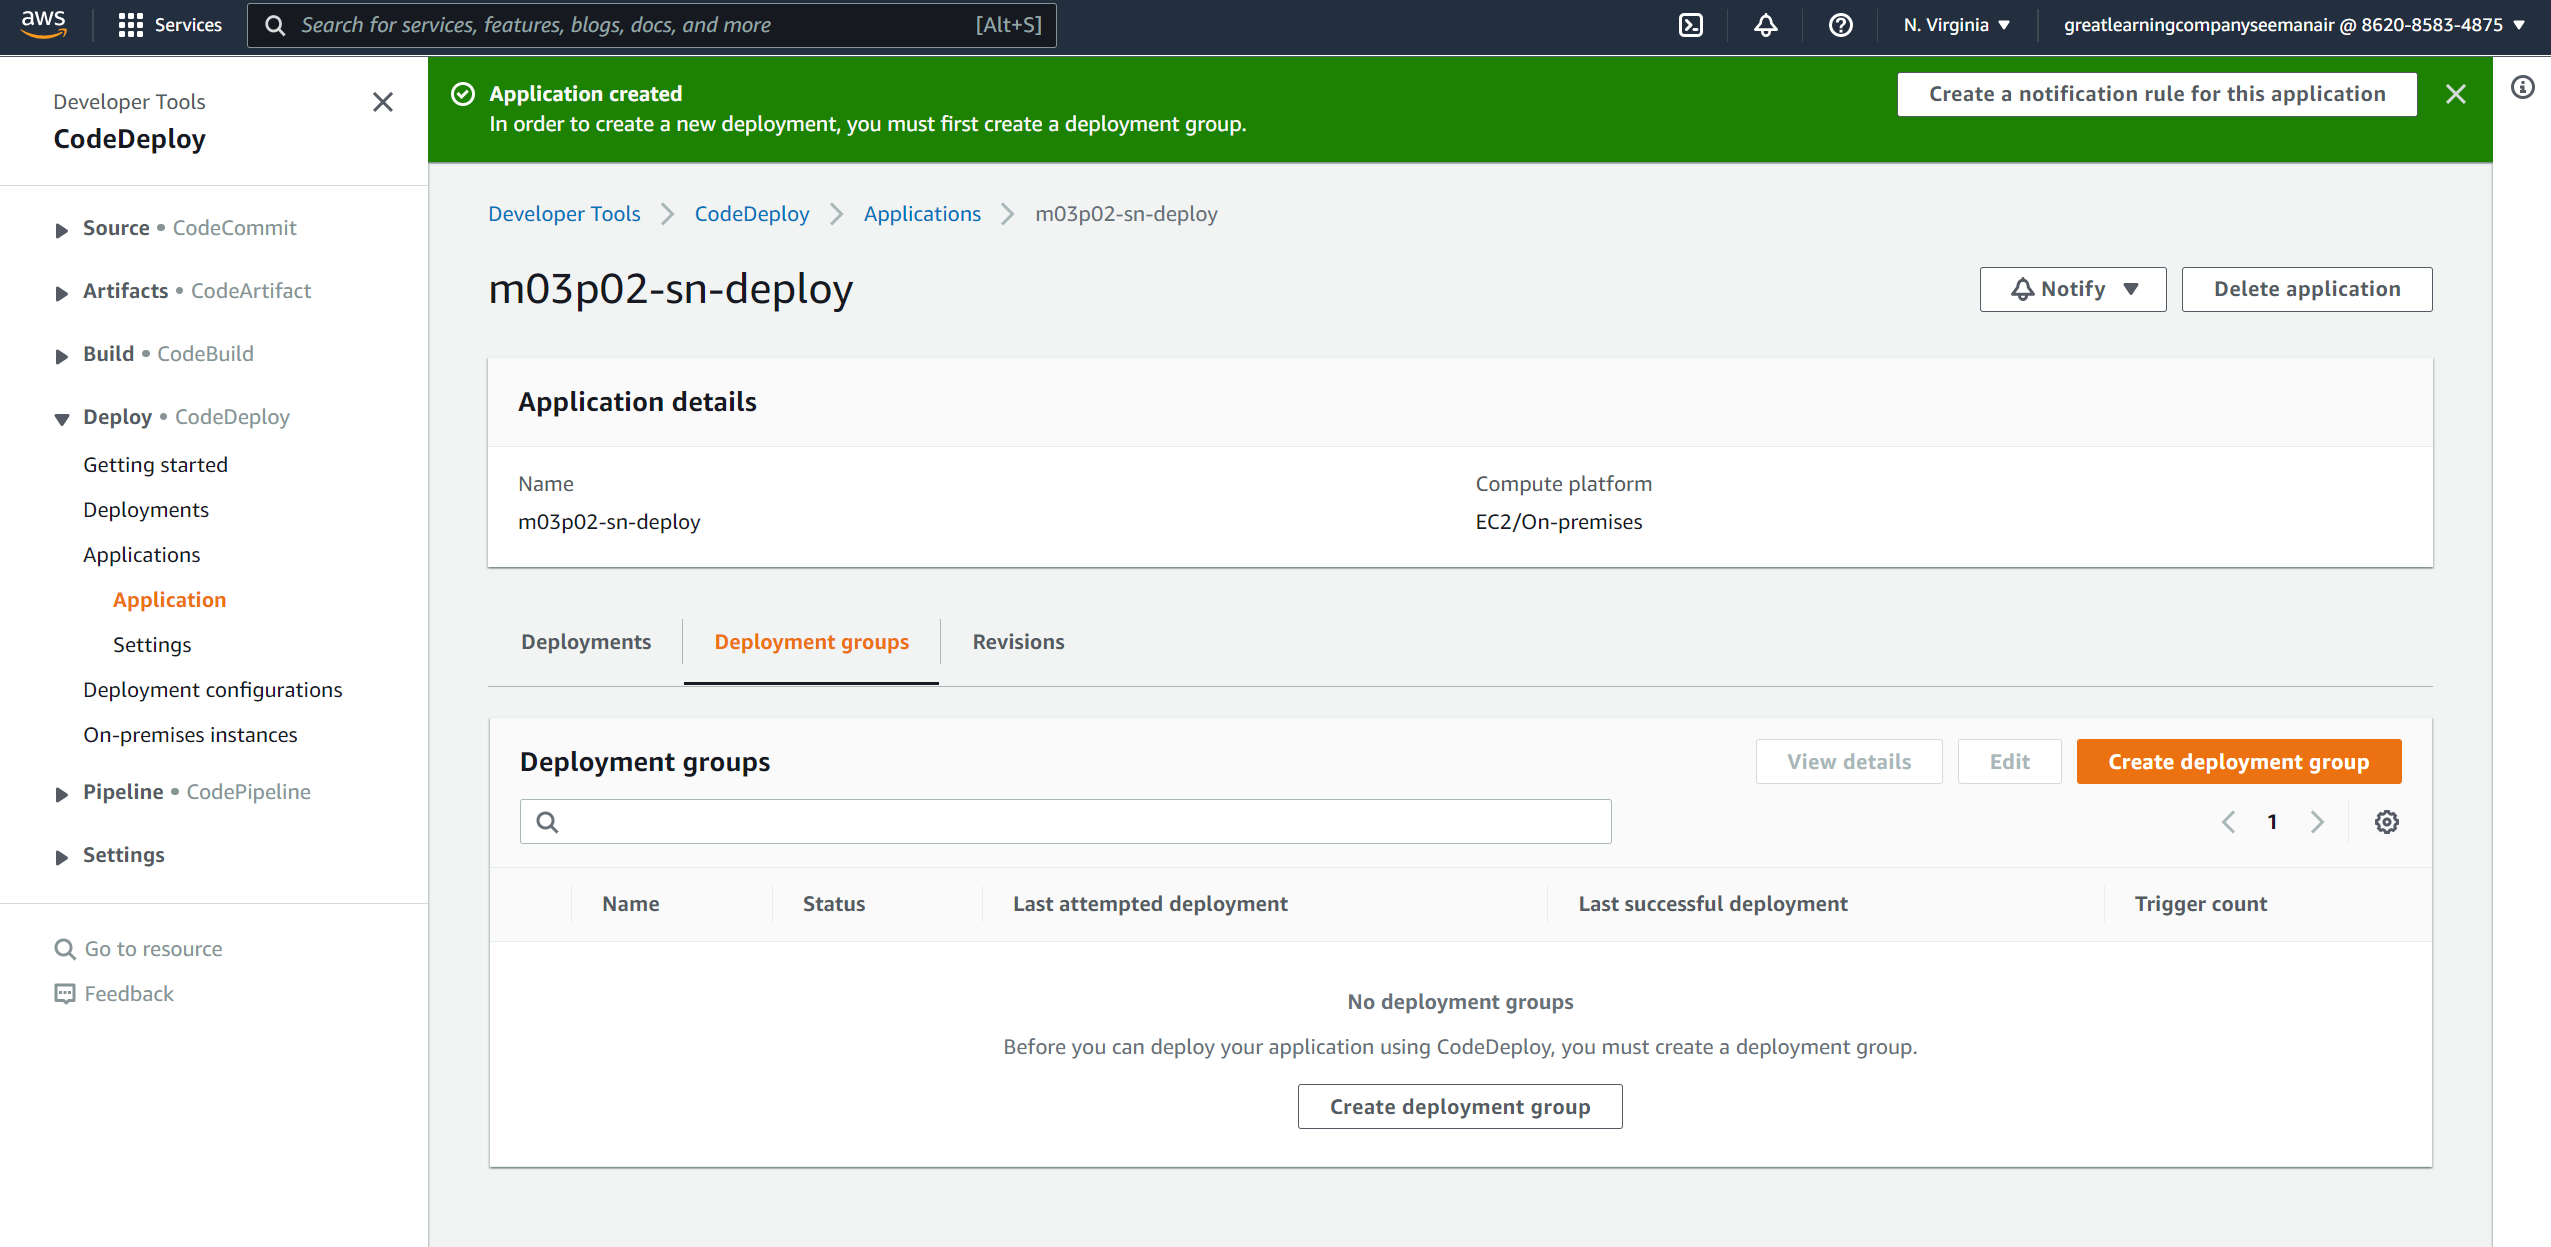 aws
Services
Search for services, features, blogs, docs, and more [Alt+S]
N. Virginia
greatlearningcompanyseemanair @ 8620-8583-4875
Developer Tools
CodeDeploy
Source • CodeCommit
Artifacts • CodeArtifact
Build • CodeBuild
Deploy • CodeDeploy
Getting started
Deployments
Applications
Application
Settings
Deployment configurations
On-premises instances
Pipeline • CodePipeline
Settings
Go to resource
Feedback
Application created
In order to create a new deployment, you must first create a deployment group.
Create a notification rule for this application
Developer Tools > CodeDeploy > Applications > m03p02-sn-deploy
m03p02-sn-deploy
Notify
Delete application
Application details
Name
m03p02-sn-deploy
Compute platform
EC2/On-premises
Deployments
Deployment groups
Revisions
Deployment groups
View details
Edit
Create deployment group
1
Name
Status
Last attempted deployment
Last successful deployment
Trigger count
No deployment groups
Before you can deploy your application using CodeDeploy, you must create a deployment group.
Create deployment group